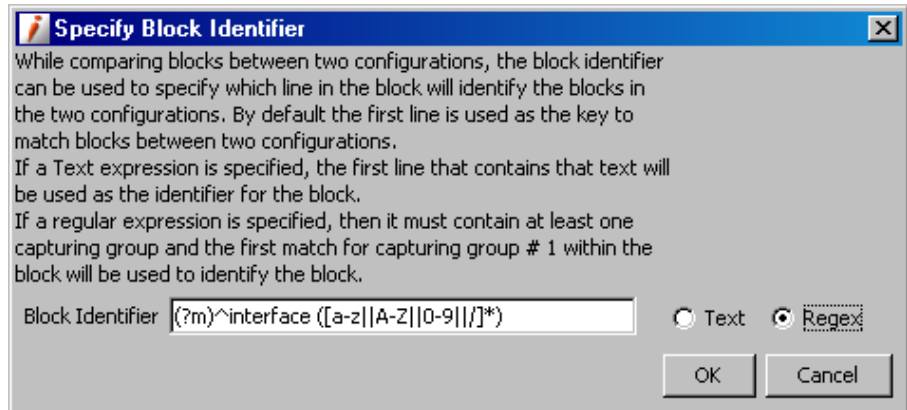 Specify Block Identifier
While comparing blocks between two configurations, the block identifier
can be used to specify which line in the block will identify the blocks in
the two configurations. By default the first line is used as the key to
match blocks between two configurations.
If a Text expression is specified, the first line that contains that text will
be used as the identifier for the block.
If a regular expression is specified, then it must contain at least one
capturing group and the first match for capturing group # 1 within the
block will be used to identify the block.
Block Identifier (?m)^interface ([a-z||A-Z||0-9||/]*) Text Regex
OK Cancel